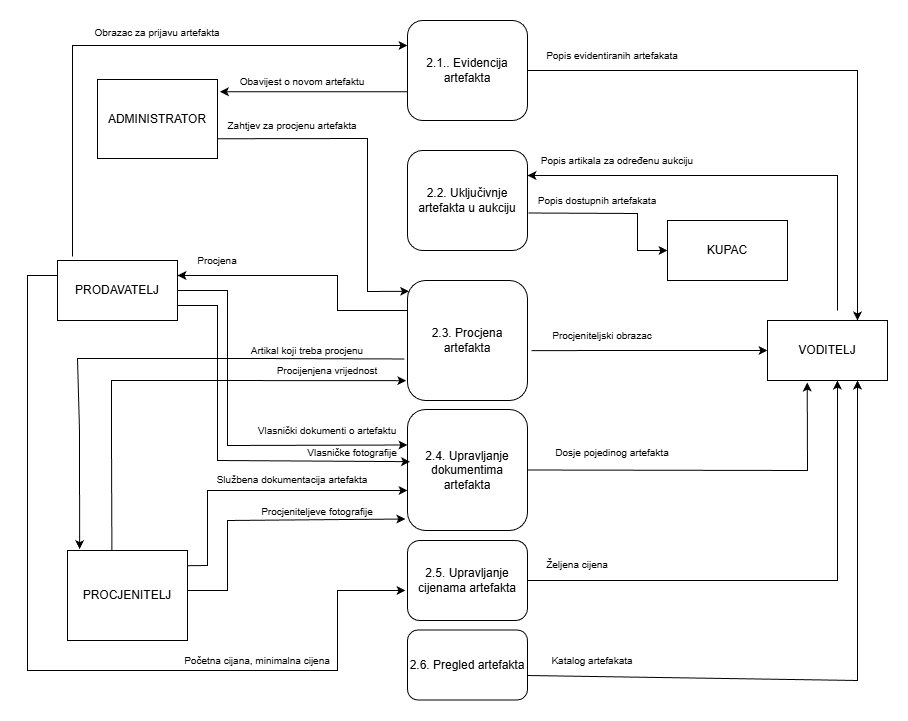 Obrazac za prijavu artefakta
2.1.. Evidencija
artefakta
Popis evidentiranih artefakata
Obavijest o novom artefaktu
ADMINISTRATOR
Zahtjev za procjenu artefakta
2.2. Uključivnje
artefakta u aukciju
Popis artikala za određenu aukciju
Popis dostupnih artefakata
KUPAC
Procjena
PRODAVATELJ
2.3. Procjena
artefakta
Procjeniteljski obrazac
VODITELJ
Artikal koji treba procjenu
Procijenjena vrijednost
Vlasnički dokumenti o artefaktu
Vlasničke fotografije
2.4. Upravljanje
dokumentima
artefakta
Dosje pojedinog artefakta
Službena dokumentacija artefakta
Procjeniteljeve fotografije
PROCJENITELJ
2.5. Upravljanje
cijenama artefakta
Željena cijena
Početna cijana, minimalna cijena
2.6. Pregled artefakta
Katalog artefakata